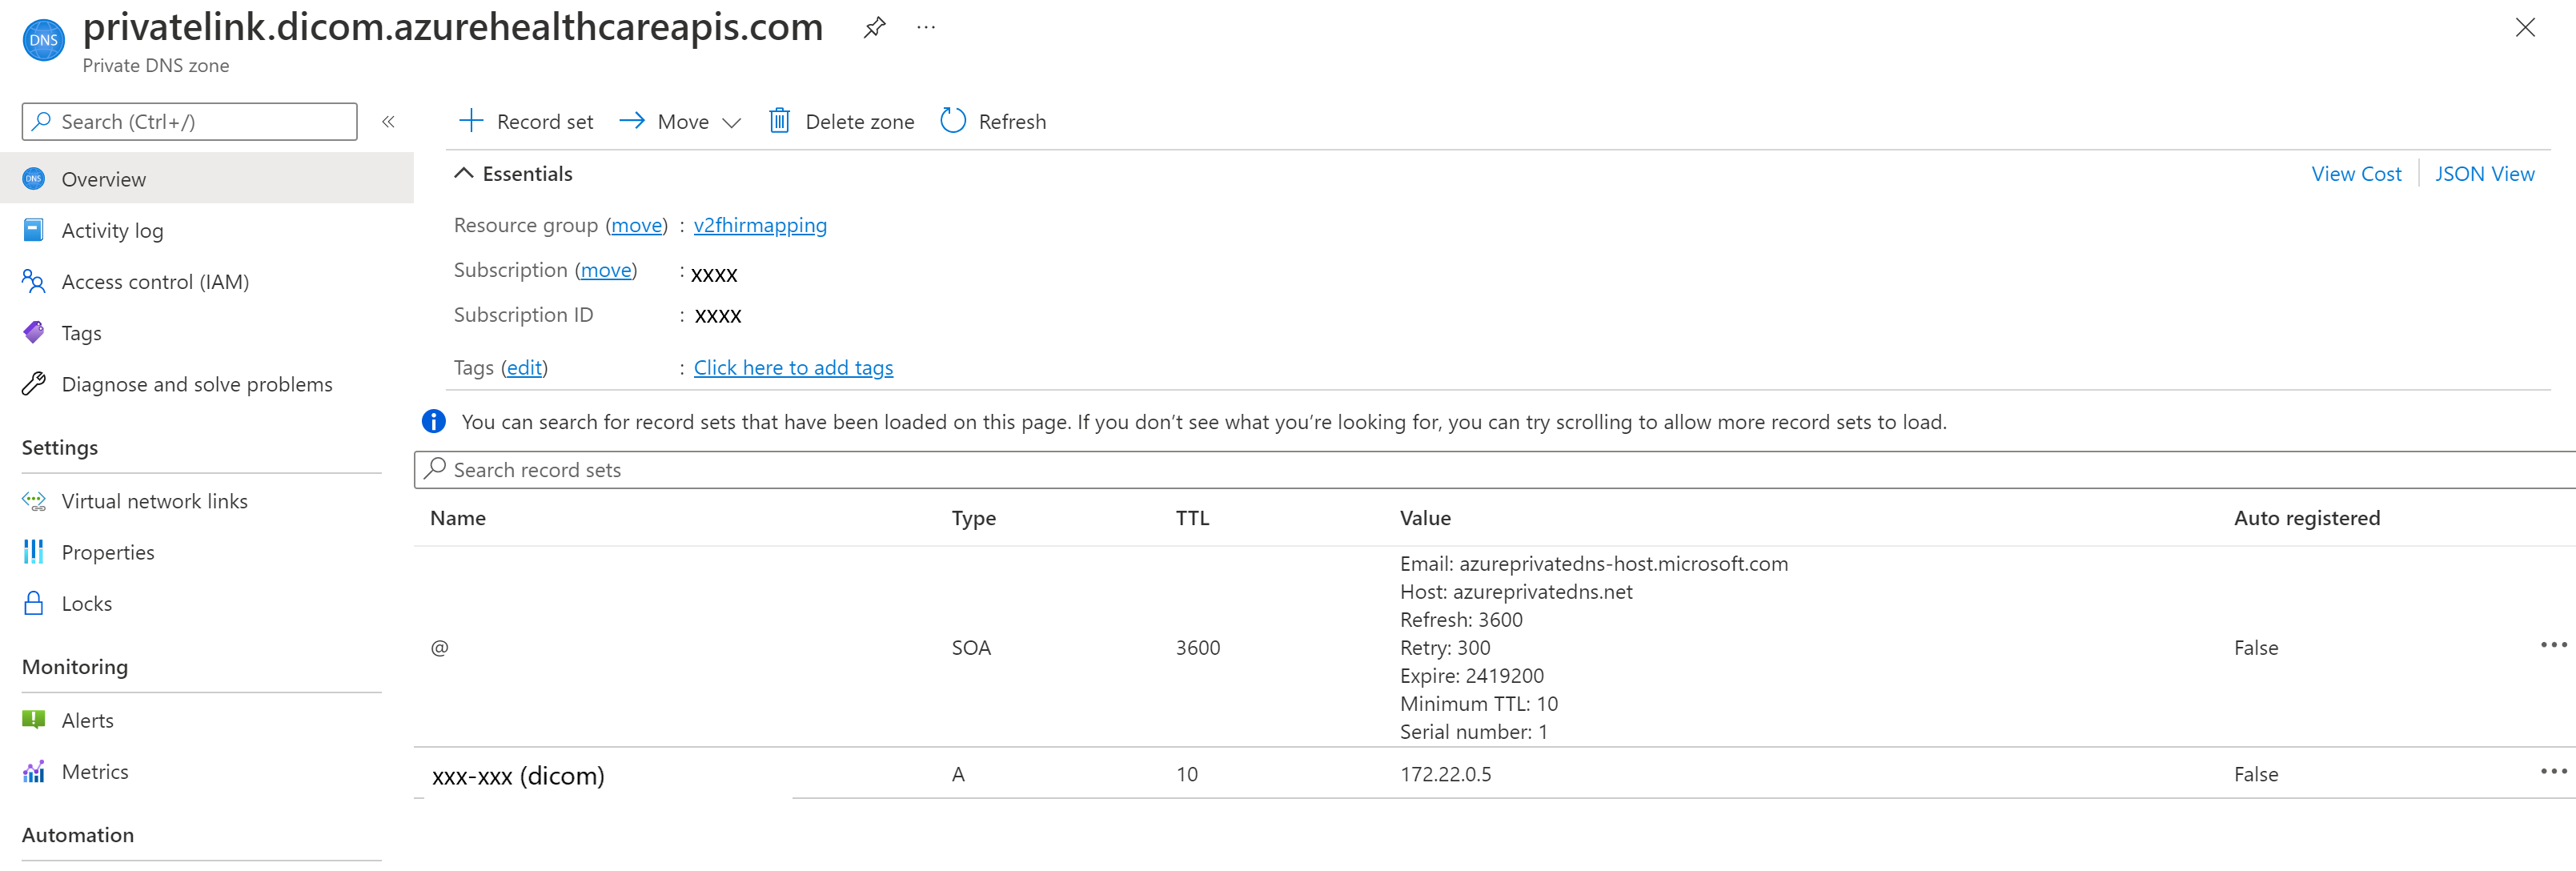 DNS
privatelink.dicom.azurehealthcareapis.com
Private DNS zone
Search (Ctrl+/)
Record set
Move
Delete zone
Refresh
DNS
Overview
Activity log
Access control (IAM)
Tags
Diagnose and solve problems
Settings
Virtual network links
Properties
Locks
Monitoring
Alerts
Metrics
Automation
Essentials
View Cost
JSON View
Resource group (move) : v2fhirmapping
Subscription (move) : xxxx
Subscription ID : xxxx
Tags (edit) : Click here to add tags
You can search for record sets that have been loaded on this page. If you don’t see what you’re looking for, you can try scrolling to allow more record sets to load.
Search record sets
Name Type TTL Value Auto registered
Email: azureprivatedns-host.microsoft.com
Host: azureprivatedns.net
Refresh: 3600
@ SOA 3600 Retry: 300 False
Expire: 2419200
Minimum TTL: 10
Serial number: 1
xxx-xxx (dicom) A 10 172.22.0.5 False